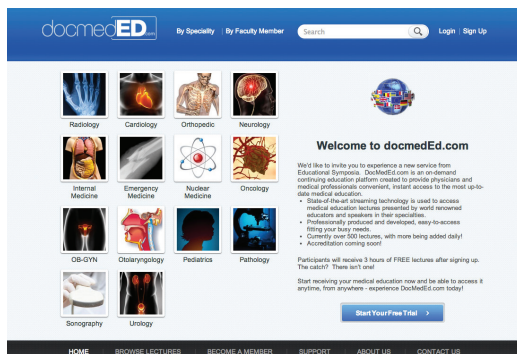 docmedED.com
By Speciality | By Faculty Member
Search
Login | Sign Up
Radiology
Cardiology
Orthopedic
Neurology
Internal
Medicine
Emergency
Medicine
Nuclear
Medicine
Oncology
OB-GYN
Otolaryngology
Pediatrics
Pathology
Sonography
Urology
Welcome to docmedEd.com
We'd like to invite you to experience a new service from
Educational Symposia. DocMedEd.com is an on-demand
continuing education platform created to provide physicians and
medical professionals convenient, instant access to the most up-to-
date medical education.
• State-of-the-art streaming technology is used to access
medical education lectures presented by world renowned
educators and speakers in their specialties.
• Professionally produced and developed, easy-to-access
fitting your busy needs.
• Currently over 500 lectures, with more being added daily!
• Accreditation coming soon!
Participants will receive 3 hours of FREE lectures after signing up.
The catch? There isn't one!
Start receiving your medical education now and be able to access it
anytime, from anywhere - experience DocMedEd.com today!
Start Your Free Trial >
HOME
BROWSE LECTURES
BECOME A MEMBER
SUPPORT
ABOUT US
CONTACT US